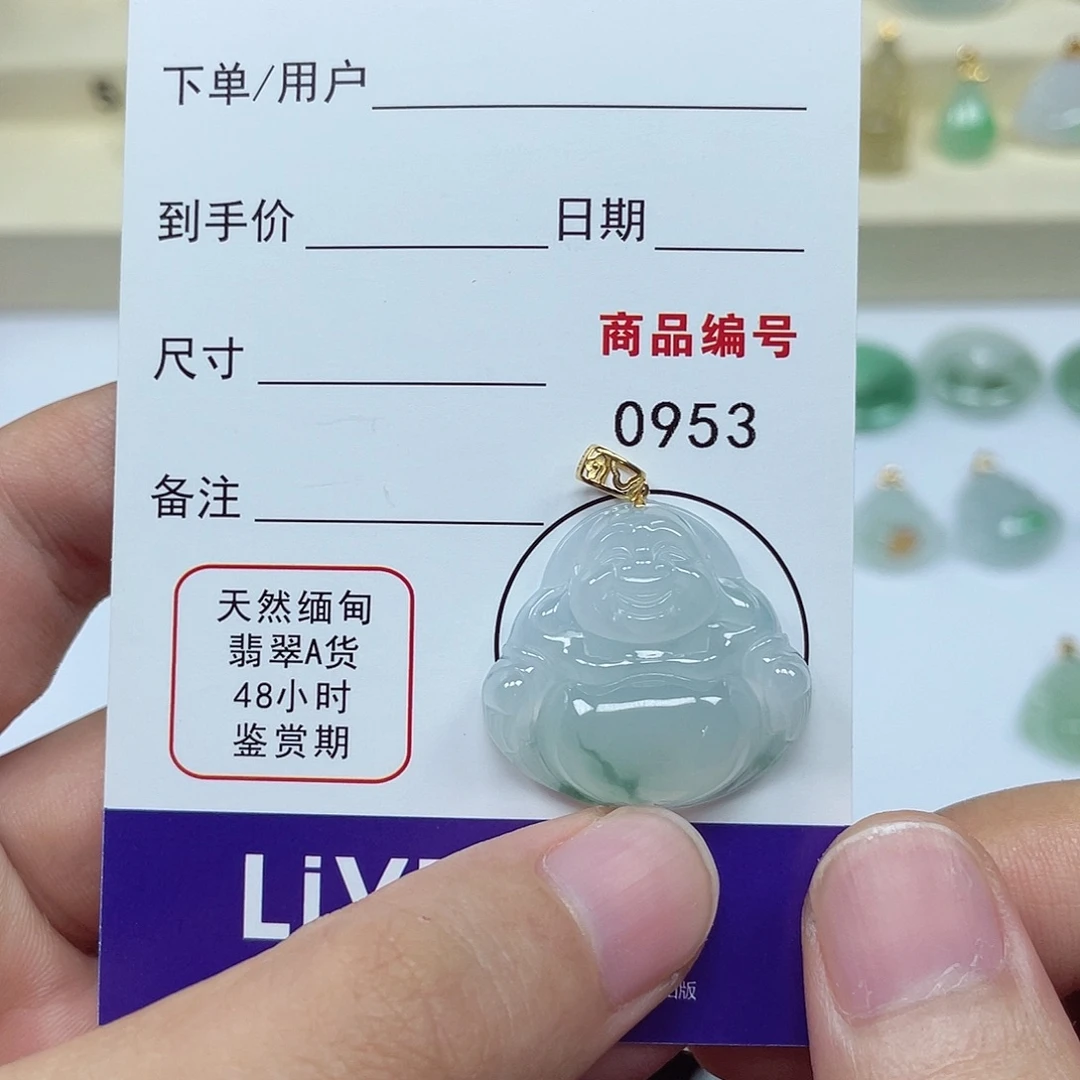 下单/用户
到手价 日期
尺寸
商品编号
0953
备注
天然缅甸
翡翠A货
48小时
鉴赏期